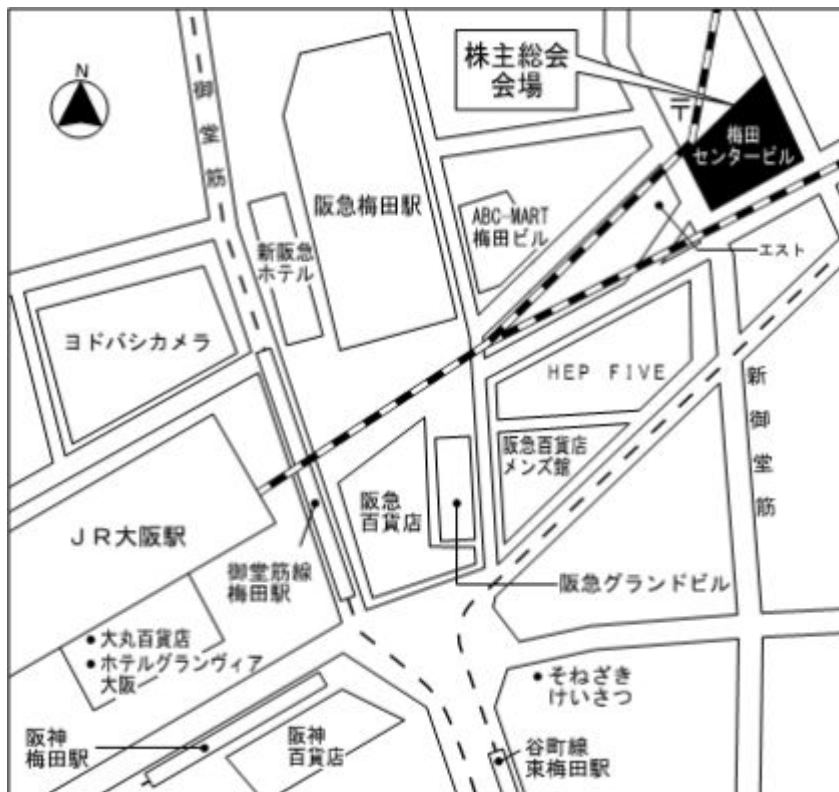 株主総会
会場
N
御堂筋
〒
梅田
センタービル
阪急梅田駅
ABC-MART
梅田ビル
新阪急
ホテル
エスト
ヨドバシカメラ
HEP FIVE
新御堂筋
阪急百貨店
メンズ館
阪急
百貨店
JR大阪駅
御堂筋線
梅田駅
阪急グランドビル
●大丸百貨店
●ホテルグランヴィア
大阪
●そねざき
けいさつ
阪神
梅田駅
阪神
百貨店
谷町線
東梅田駅